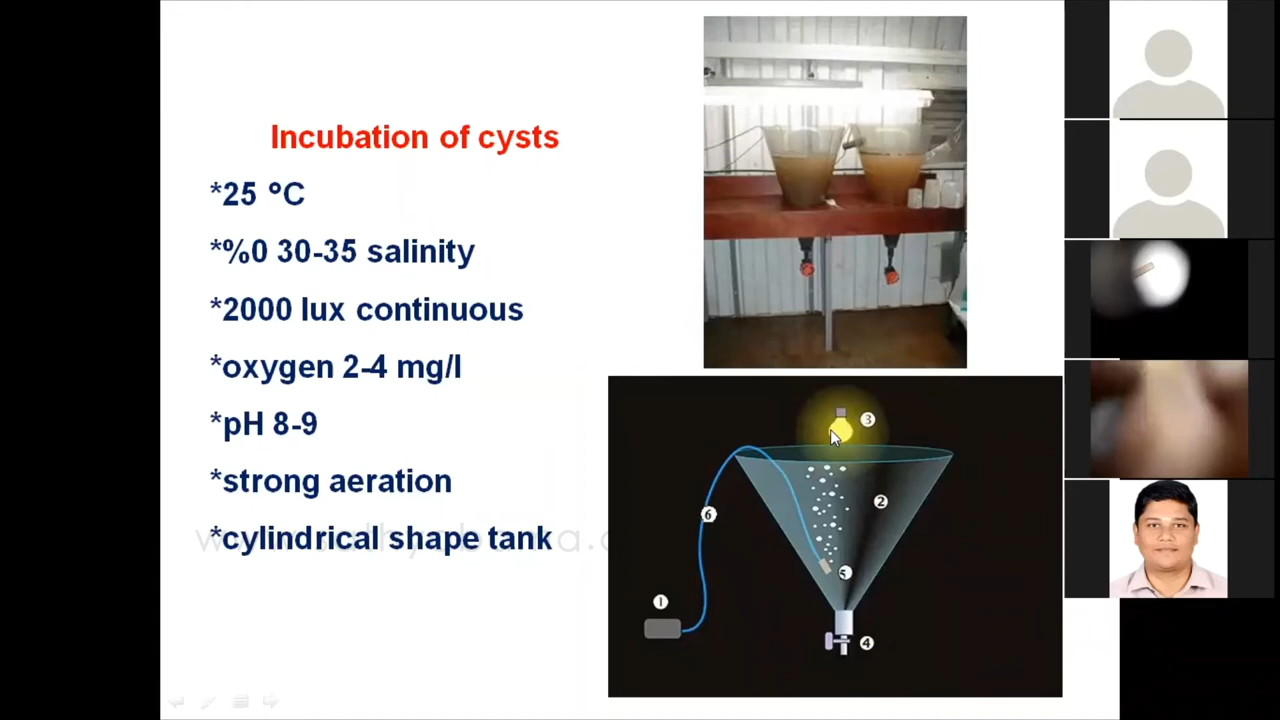 Incubation of cysts
*25 °C
*%0 30-35 salinity
*2000 lux continuous
*oxygen 2-4 mg/l
*pH 8-9
*strong aeration
*cylindrical shape tank
3
2
6
5
1
4